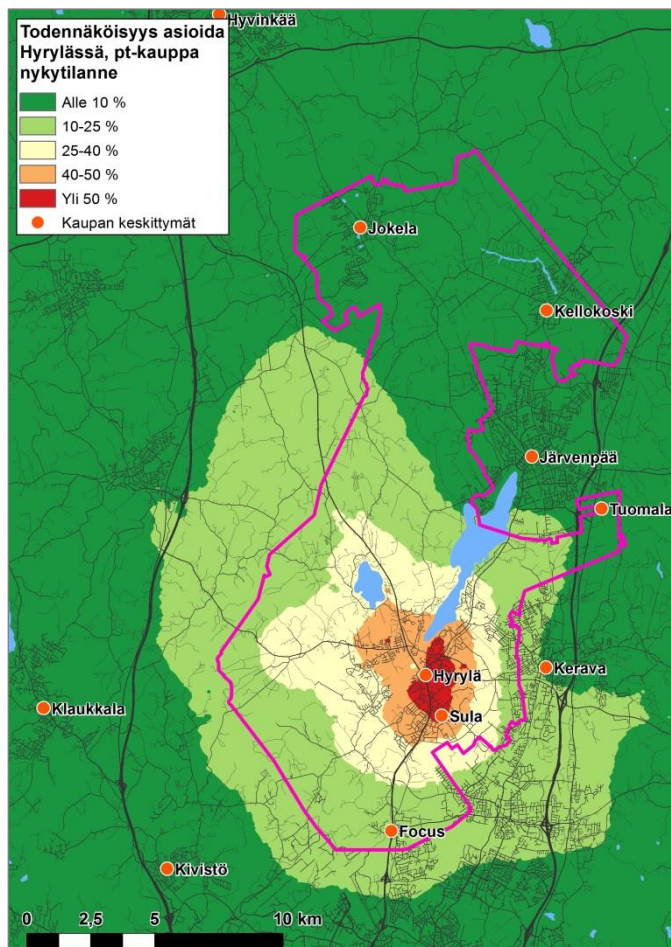 Todennäköisyys asioida
Hyrylässä, pt-kauppa
nykytilanne
Alle 10 %
10-25 %
25-40 %
40-50 %
Yli 50 %
Kaupan keskittymät
Hyvinkää
Jokela
Kellokoski
Järvenpää
Tuomala
Hyrylä
Kerava
Klaukkala
Sula
Focus
Kivistö
0 2,5 5 10 km